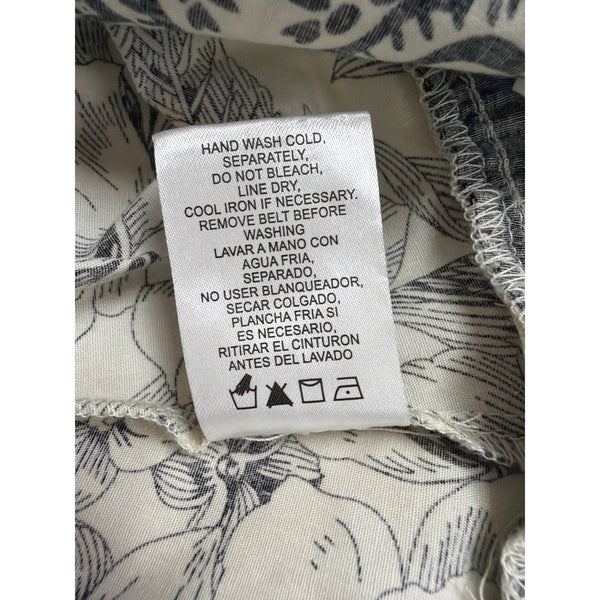 HAND WASH COLD,
SEPARATELY,
DO NOT BLEACH,
LINE DRY,
COOL IRON IF NECESSARY.
REMOVE BELT BEFORE
WASHING
LAVAR A MANO CON
AGUA FRIA,
SEPARADO,
NO USER BLANQUEADOR,
SECAR COLGADO,
PLANCHA FRIA SI
ES NECESARIO,
RITIRAR EL CINTURON
ANTES DEL LAVADO